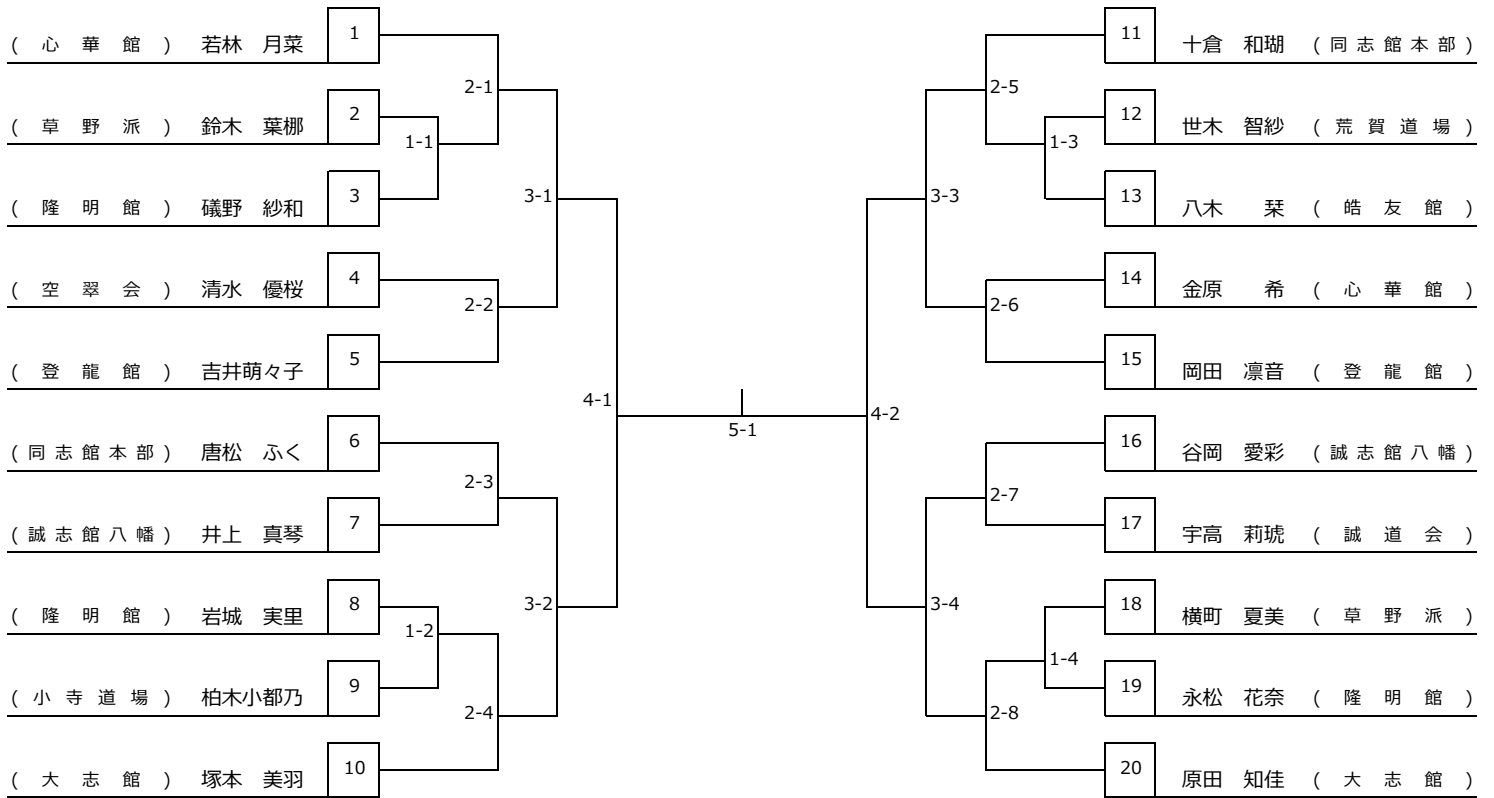 (心華館) 若林 月菜 1
(草野派) 鈴木 葉梛 2
(隆明館) 礒野 紗和 3
(空翠会) 清水 優桜 4
(登龍館) 吉井萌々子 5
(同志館本部) 唐松 ふく 6
(誠志館八幡) 井上 真琴 7
(隆明館) 岩城 実里 8
(小寺道場) 柏木小都乃 9
(大志館) 塚本 美羽 10
1-1
1-2
2-1
2-2
2-3
2-4
3-1
3-2
4-1
5-1
4-2
3-3
3-4
2-5
2-6
2-7
2-8
1-3
1-4
11 十倉 和瑚 (同志館本部)
12 世木 智紗 (荒賀道場)
13 八木 栞 (皓友館)
14 金原 希 (心華館)
15 岡田 凛音 (登龍館)
16 谷岡 愛彩 (誠志館八幡)
17 宇高 莉琥 (誠道会)
18 横町 夏美 (草野派)
19 永松 花奈 (隆明館)
20 原田 知佳 (大志館)